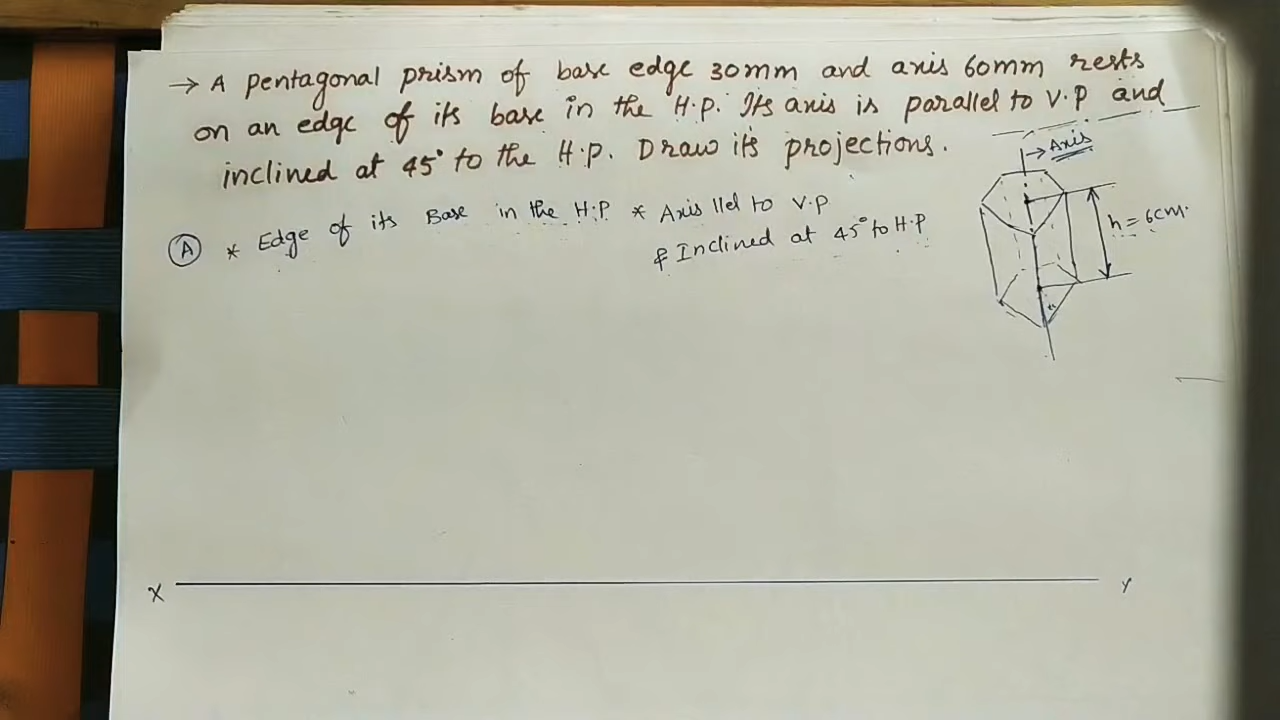 → A pentagonal prism of base edge 30mm and axis 60mm rests
on an edge of its base in the H.P. Its axis is parallel to V.P and
inclined at 45° to the H.P. Draw its projections.
→ Axis
h = 6cm.
A * Edge of its Base in the H.P * Axis llel to V.P
& Inclined at 45° to H.P
X Y